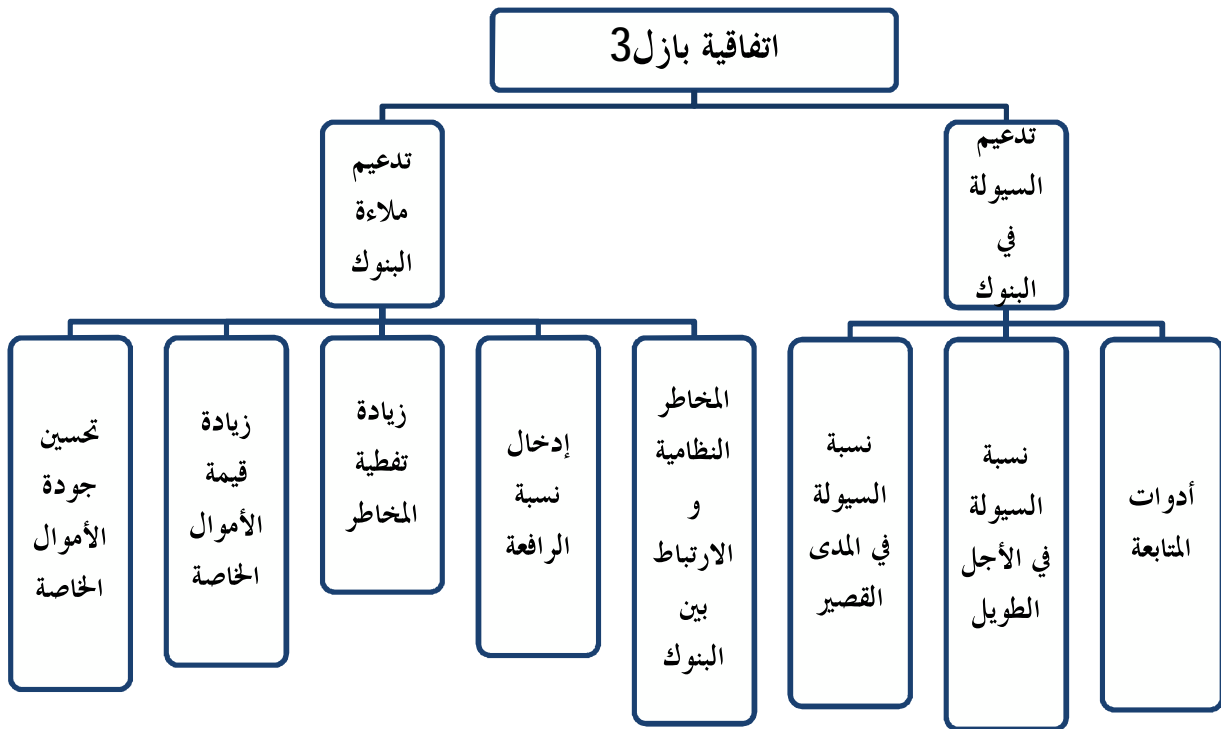 اتفاقية بازل3
تدعيم
السيولة
في
البنوك
تدعيم
ملاءة
البنوك
أدوات
المتابعة
نسبة
السيولة
في الأجل
الطويل
نسبة
السيولة
في المدى
القصير
المخاطر
النظامية
و
الارتباط
بين
البنوك
إدخال
نسبة
الرافعة
زيادة
تفطية
المخاطر
زيادة
قيمة
الأموال
الخاصة
تحسين
جودة
الأموال
الخاصة